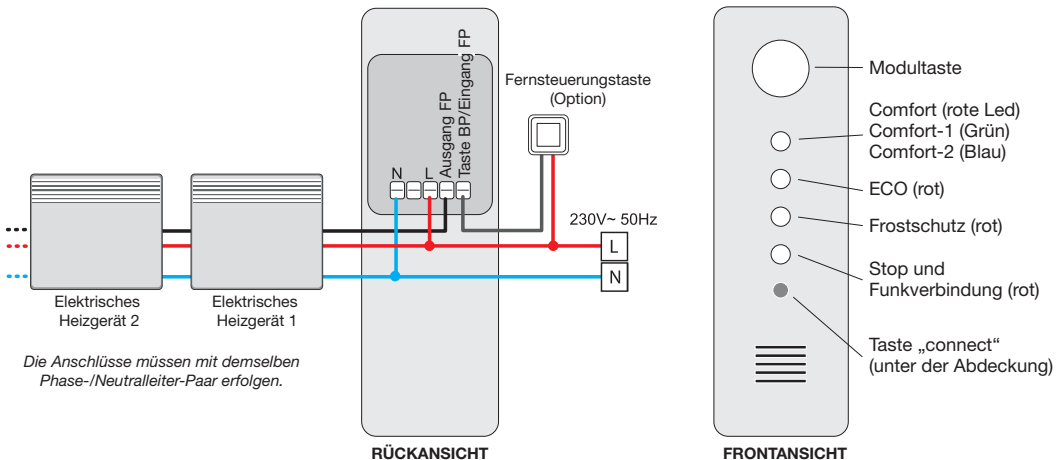 Ausgang FP
Taste BP/Eingang FP
N
L
Fernsteuerungstaste
(Option)
230V~ 50Hz
L
N
Elektrisches
Heizgerät 2
Elektrisches
Heizgerät 1
Die Anschlüsse müssen mit demselben
Phase-/Neutralleiter-Paar erfolgen.
RÜCKANSICHT
Modultaste
Comfort (rote Led)
Comfort-1 (Grün)
Comfort-2 (Blau)
ECO (rot)
Frostschutz (rot)
Stop und
Funkverbindung (rot)
Taste „connect“
(unter der Abdeckung)
FRONTANSICHT